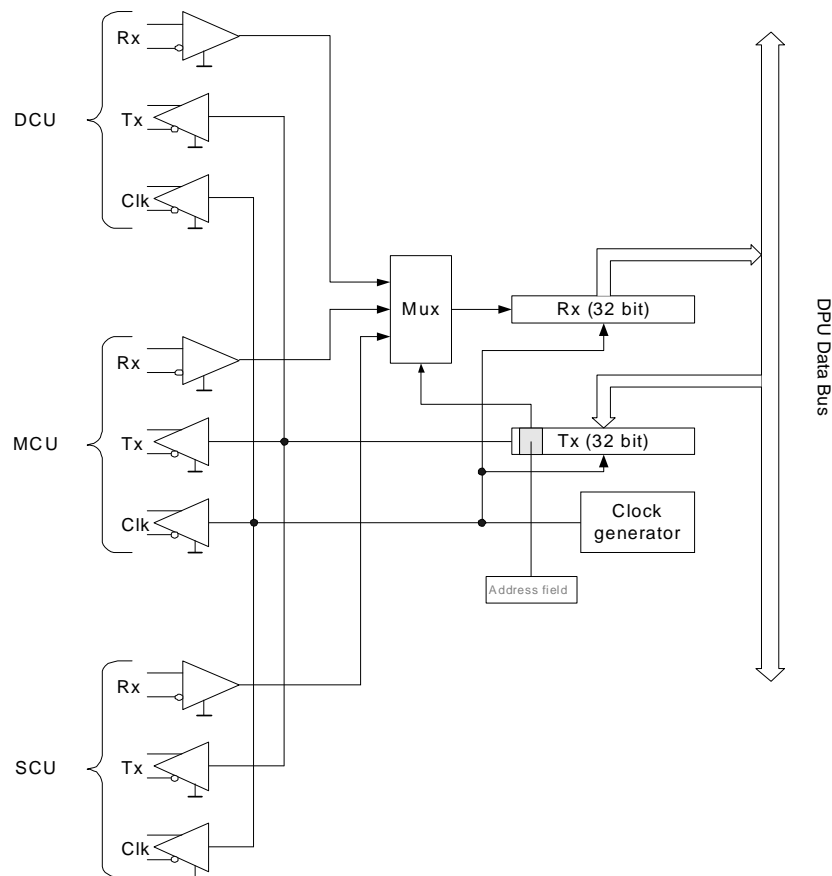 Rx
DCU
Tx
Clk
Mux
Rx (32 bit)
DPU Data Bus
Rx
MCU
Tx
Tx (32 bit)
Clk
Clock
generator
Address field
Rx
SCU
Tx
Clk